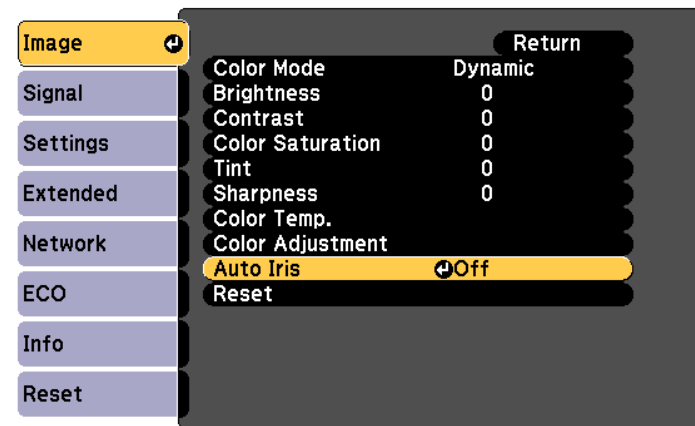 Image
Signal
Settings
Extended
Network
ECO
Info
Reset
Return
Color Mode Dynamic
Brightness 0
Contrast 0
Color Saturation 0
Tint 0
Sharpness 0
Color Temp.
Color Adjustment
Auto Iris Off
Reset